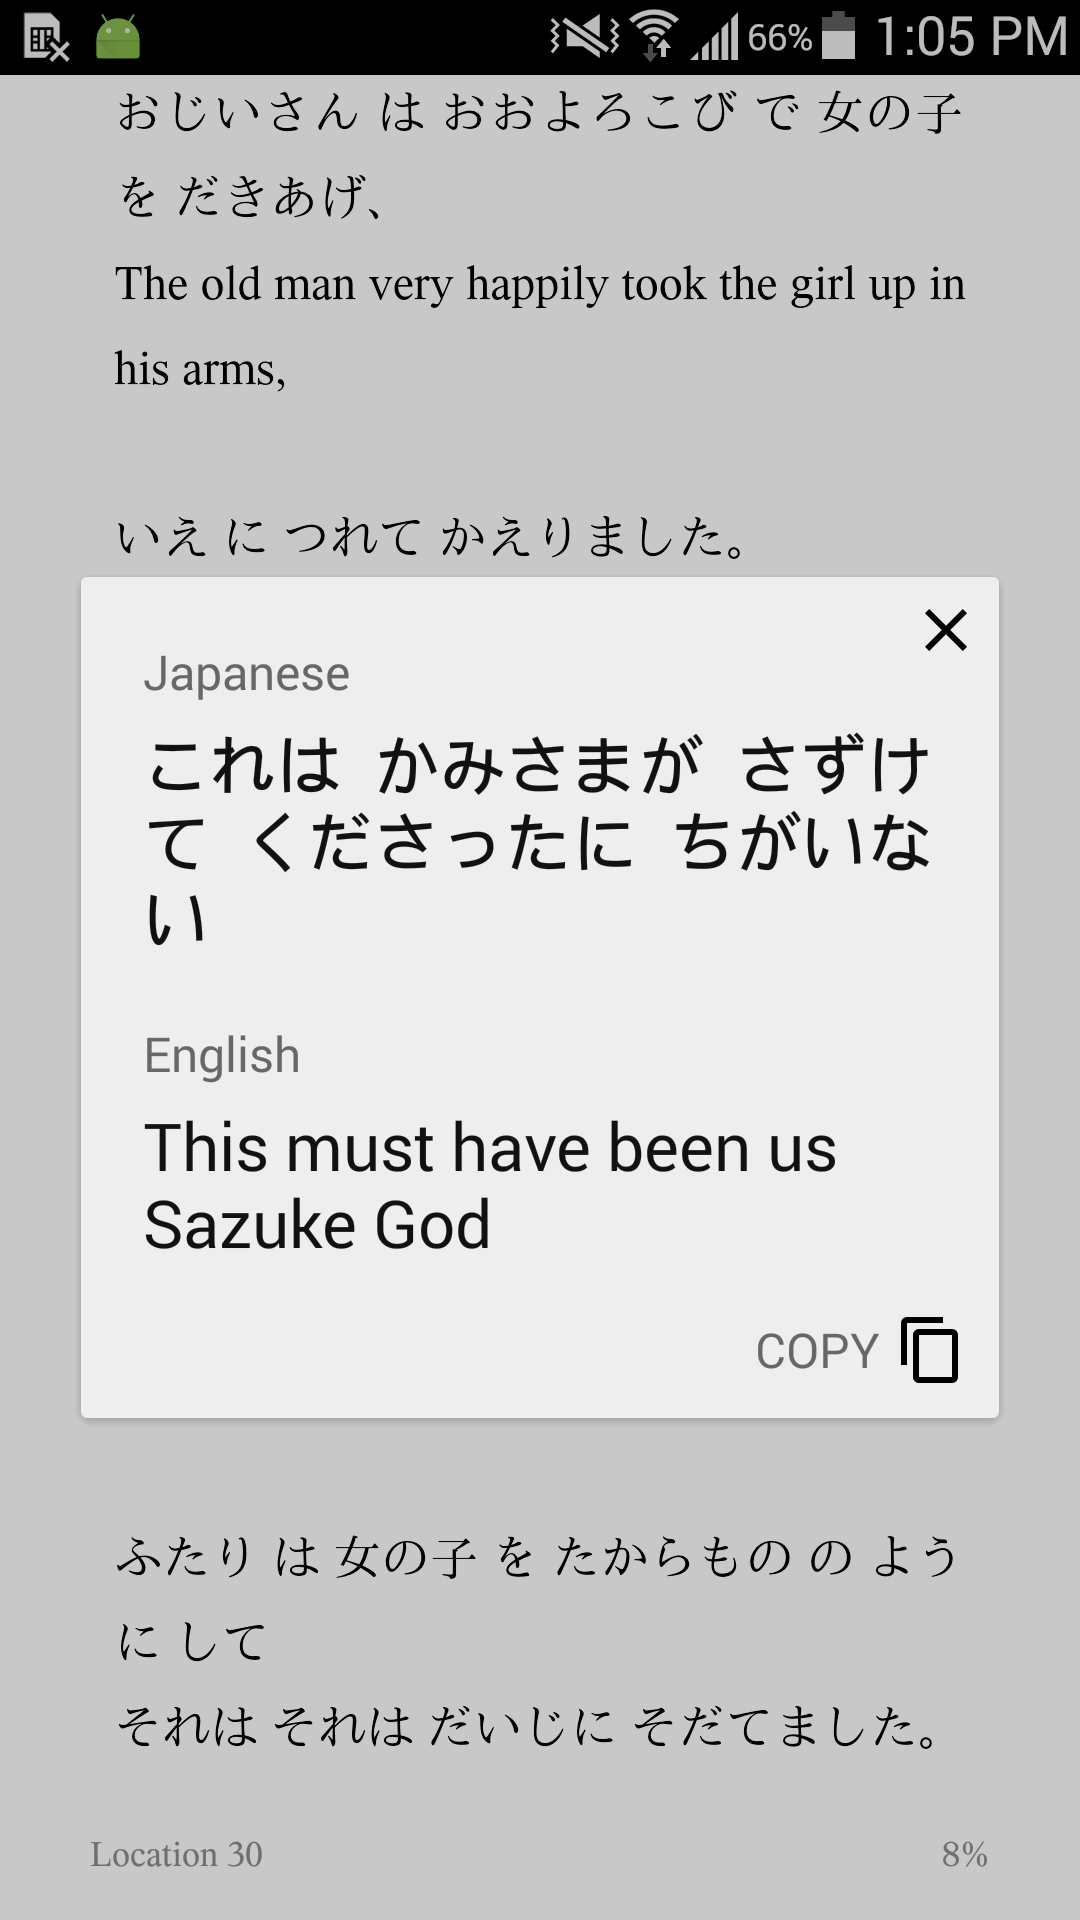 66% 1:05 PM
おじいさん は おおよろこび で 女の子
を だきあげ、
The old man very happily took the girl up in
his arms,
いえ に つれて かえりました。
Japanese
これは かみさまが さずけ
て くださったに ちがいな
い
English
This must have been us
Sazuke God
COPY
ふたり は 女の子 を たからもの の よう
に して
それは それは だいじに そだてました。
Location 30 8%